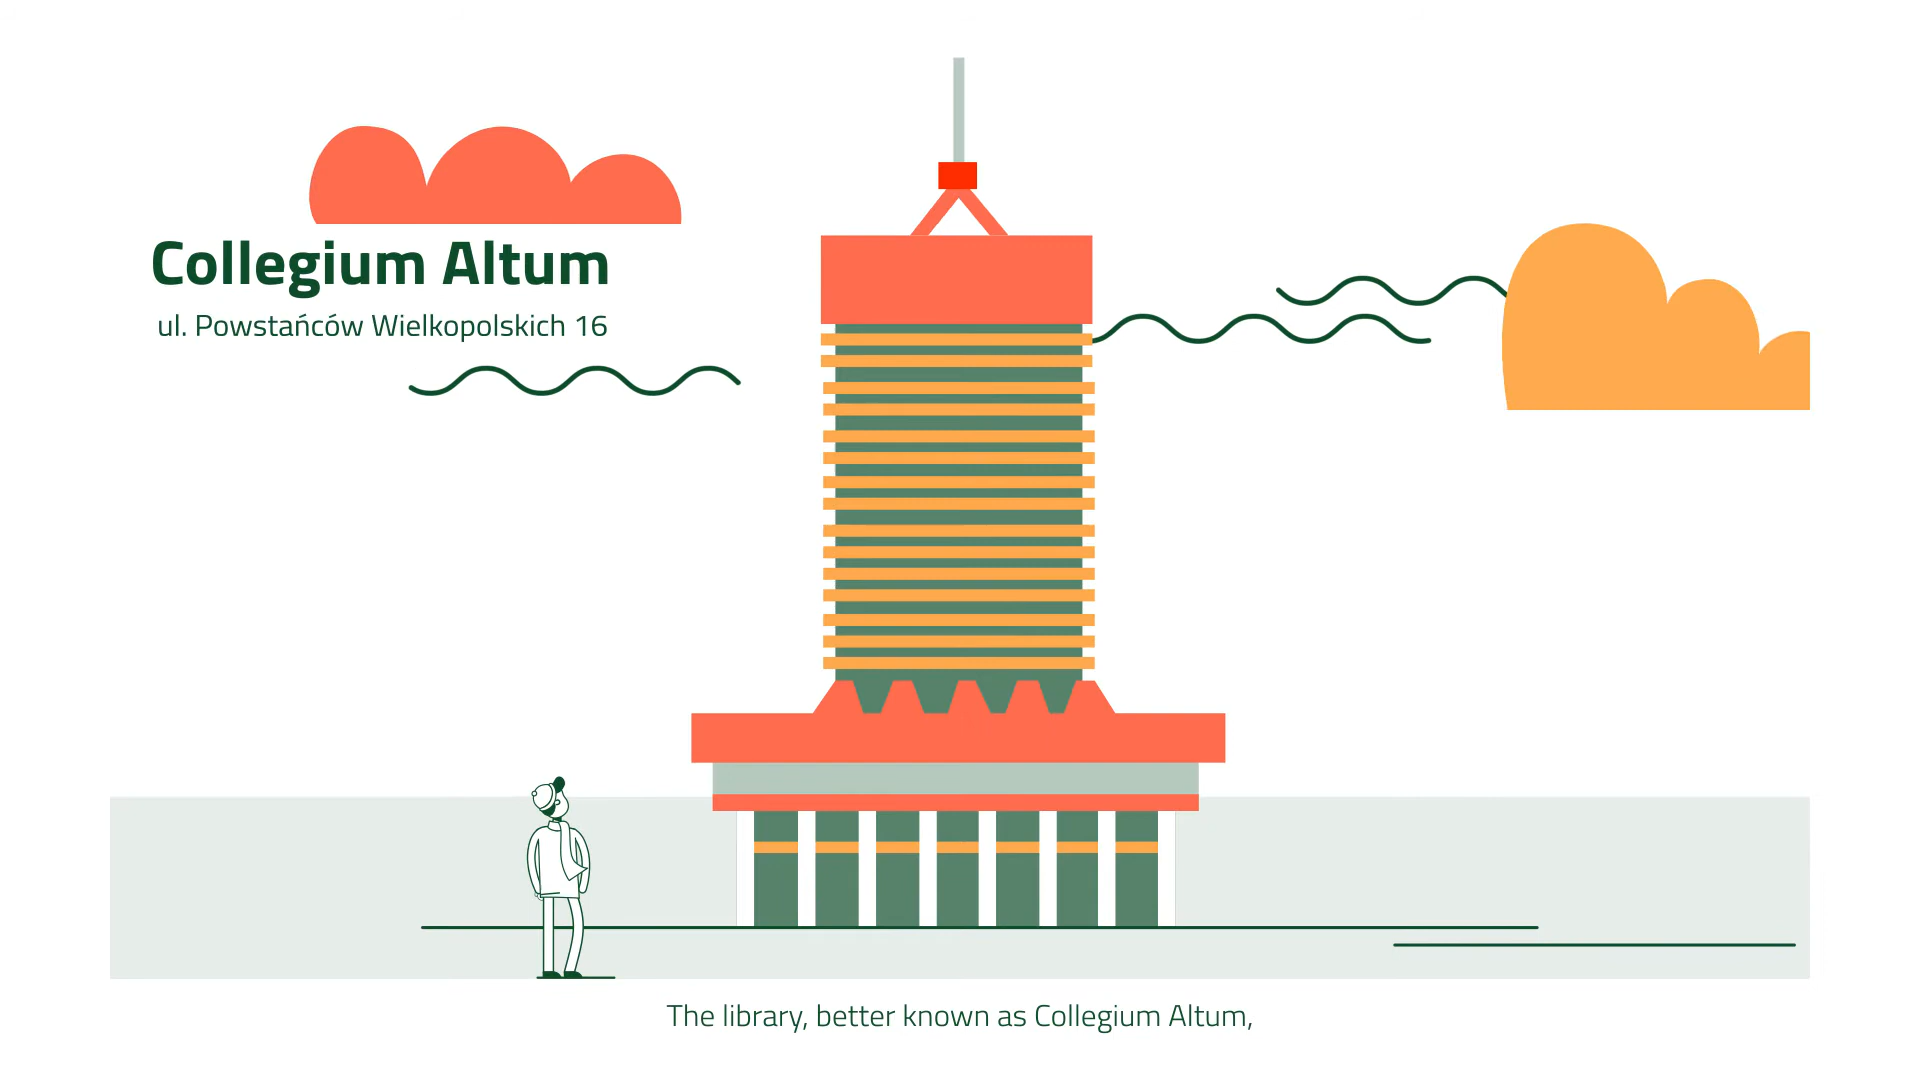 Collegium Altum
ul. Powstańców Wielkopolskich 16
The library, better known as Collegium Altum,